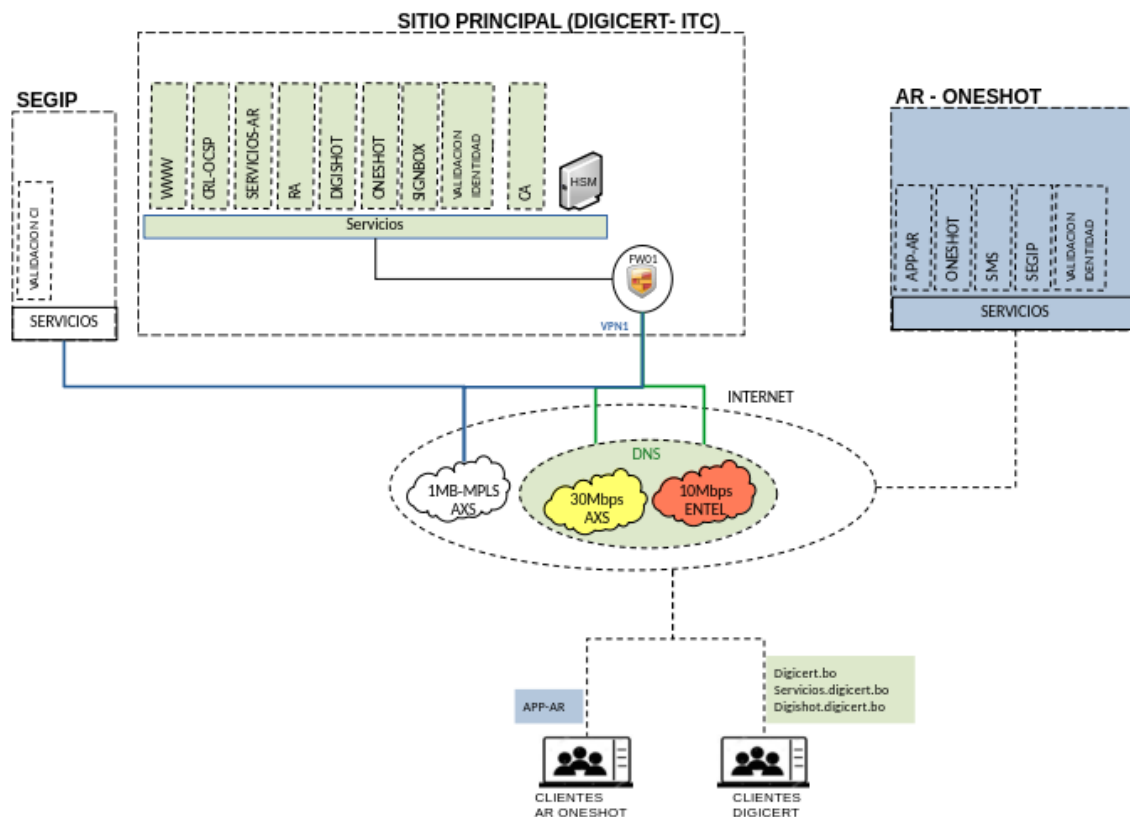 SITIO PRINCIPAL (DIGICERT- ITC)
SEGIP
VALIDACION CI
SERVICIOS
WWW
CRL-OCSP
SERVICIOS-AR
RA
DIGISHOT
ONESHOT
SIGNBOX
VALIDACION
IDENTIDAD
CA
HSM
Servicios
FW01
VPN1
AR - ONESHOT
APP-AR
ONESHOT
SMS
SEGIP
VALIDACION
IDENTIDAD
SERVICIOS
INTERNET
DNS
1MB-MPLS
AXS
30Mbps
AXS
10Mbps
ENTEL
APP-AR
Digicert.bo
Servicios.digicert.bo
Digishot.digicert.bo
CLIENTES
AR ONESHOT
CLIENTES
DIGICERT